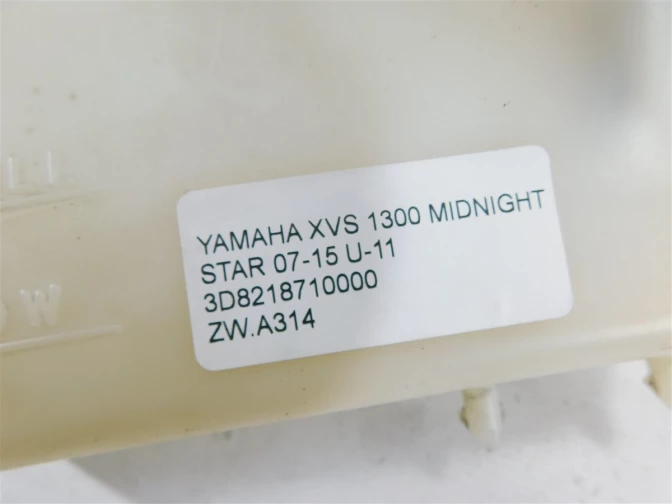 YAMAHA XVS 1300 MIDNIGHT
STAR 07-15 U-11
3D8218710000
ZW.A314